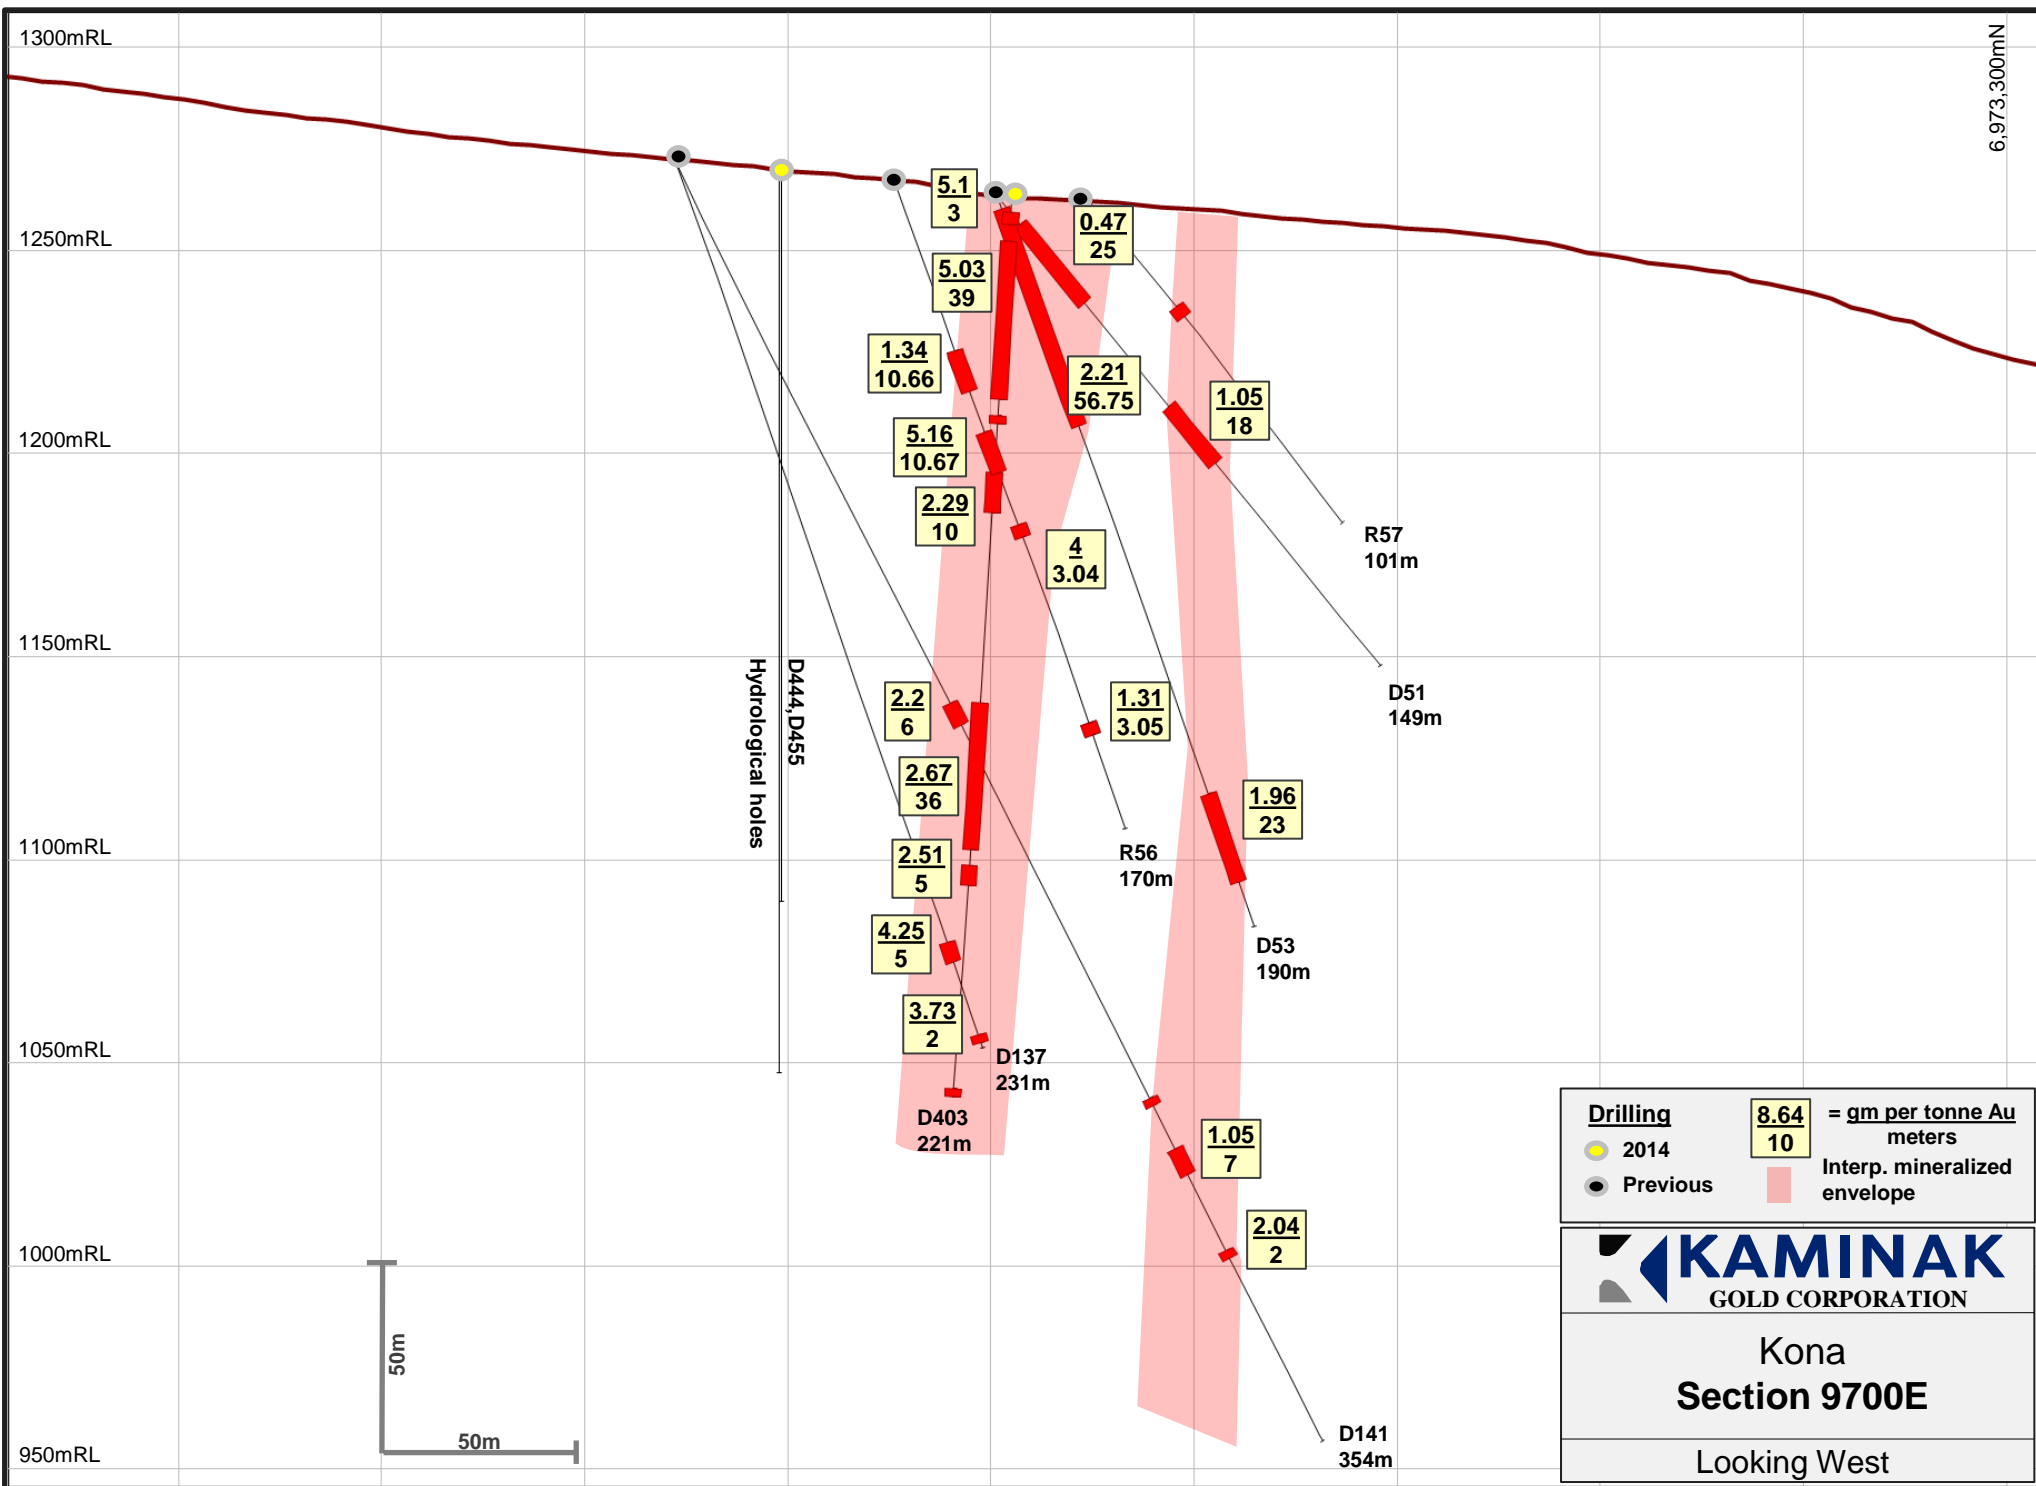 1300mRL
1250mRL
1200mRL
1150mRL
1100mRL
1050mRL
1000mRL
950mRL
6,973,300mN
5.1
3
0.47
25
5.03
39
1.34
10.66
2.21
56.75
1.05
18
5.16
10.67
2.29
10
4
3.04
R57
101m
D51
149m
D444,D455
Hydrological holes
2.2
6
1.31
3.05
2.67
36
1.96
23
2.51
5
R56
170m
4.25
5
D53
190m
3.73
2
D137
231m
D403
221m
1.05
7
2.04
2
D141
354m
50m
50m
Drilling
2014
Previous
8.64
10
= gm per tonne Au
meters
Interp. mineralized
envelope
KAMINAK
GOLD CORPORATION
Kona
Section 9700E
Looking West